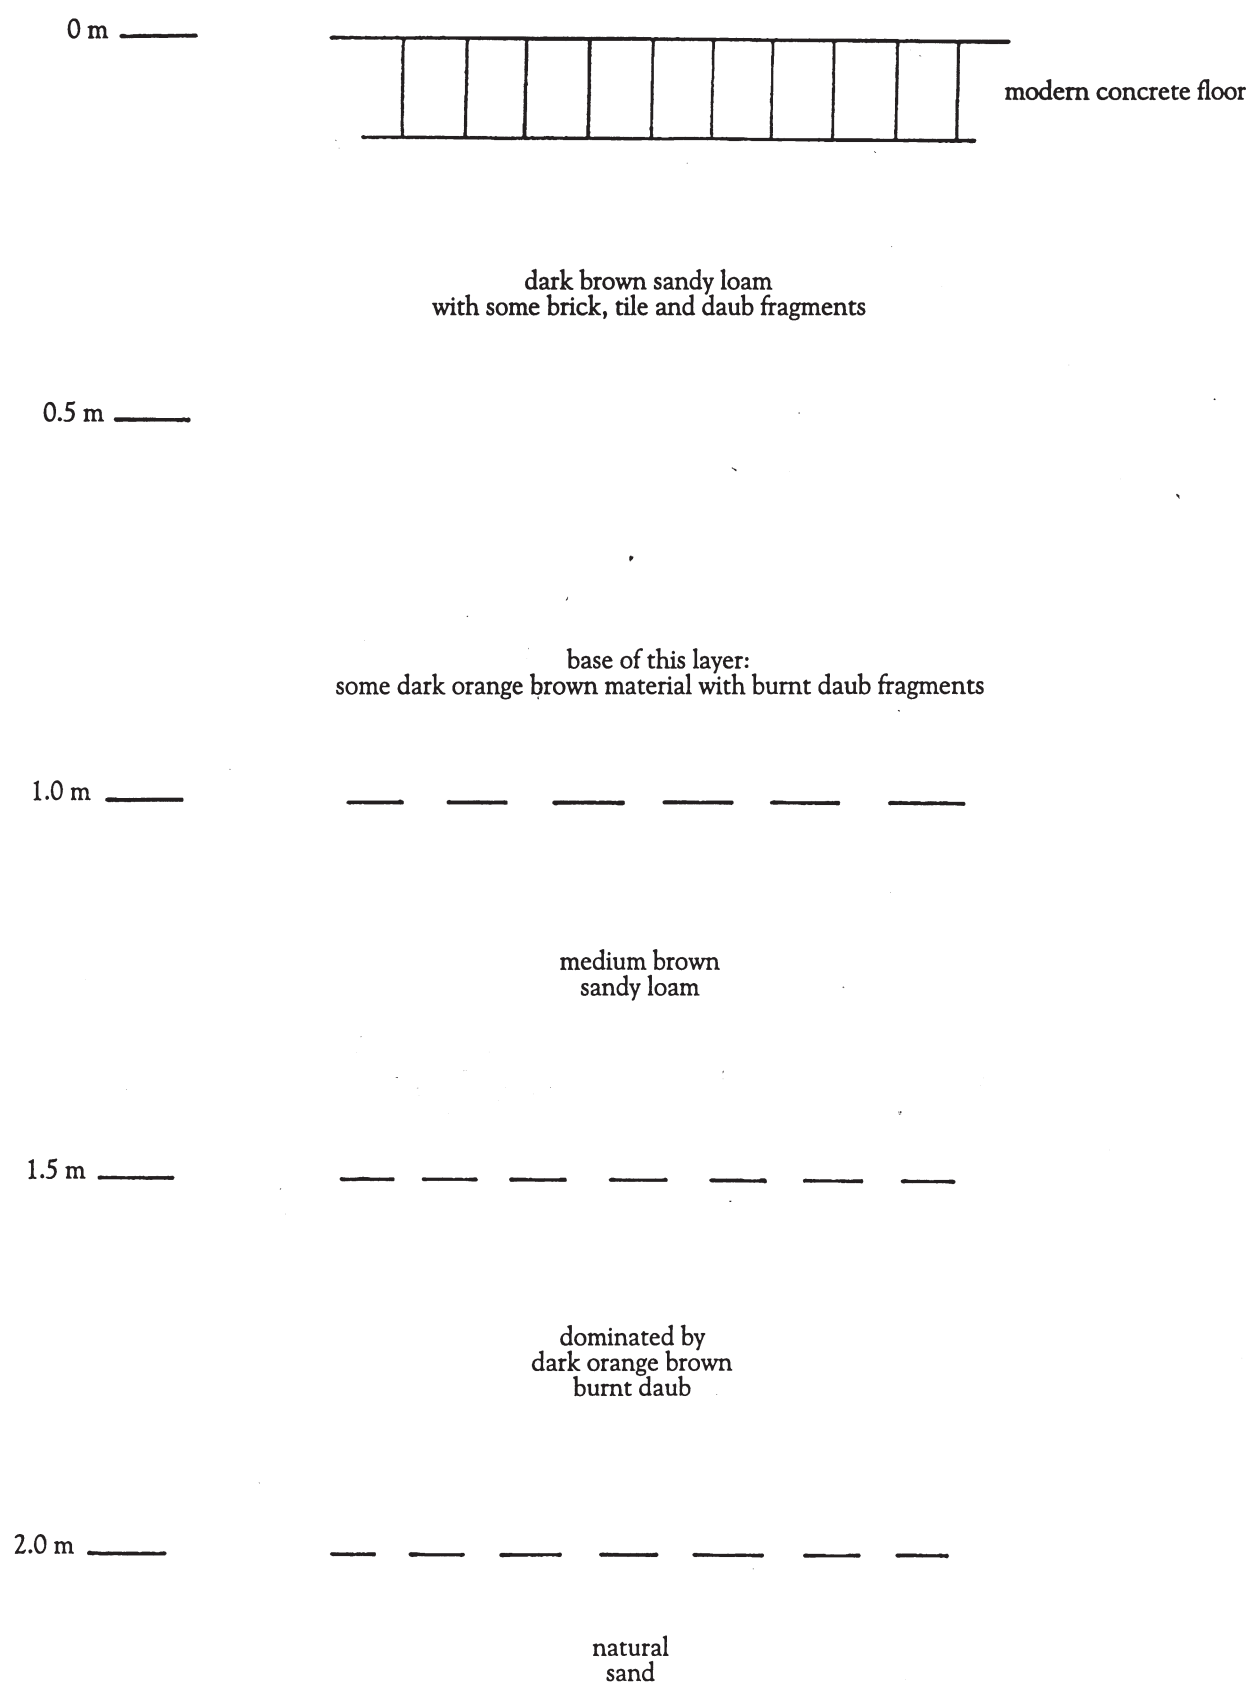 0 m
modern concrete floor
dark brown sandy loam
with some brick, tile and daub fragments
0.5 m
base of this layer:
some dark orange brown material with burnt daub fragments
1.0 m
medium brown
sandy loam
1.5 m
dominated by
dark orange brown
burnt daub
2.0 m
natural
sand